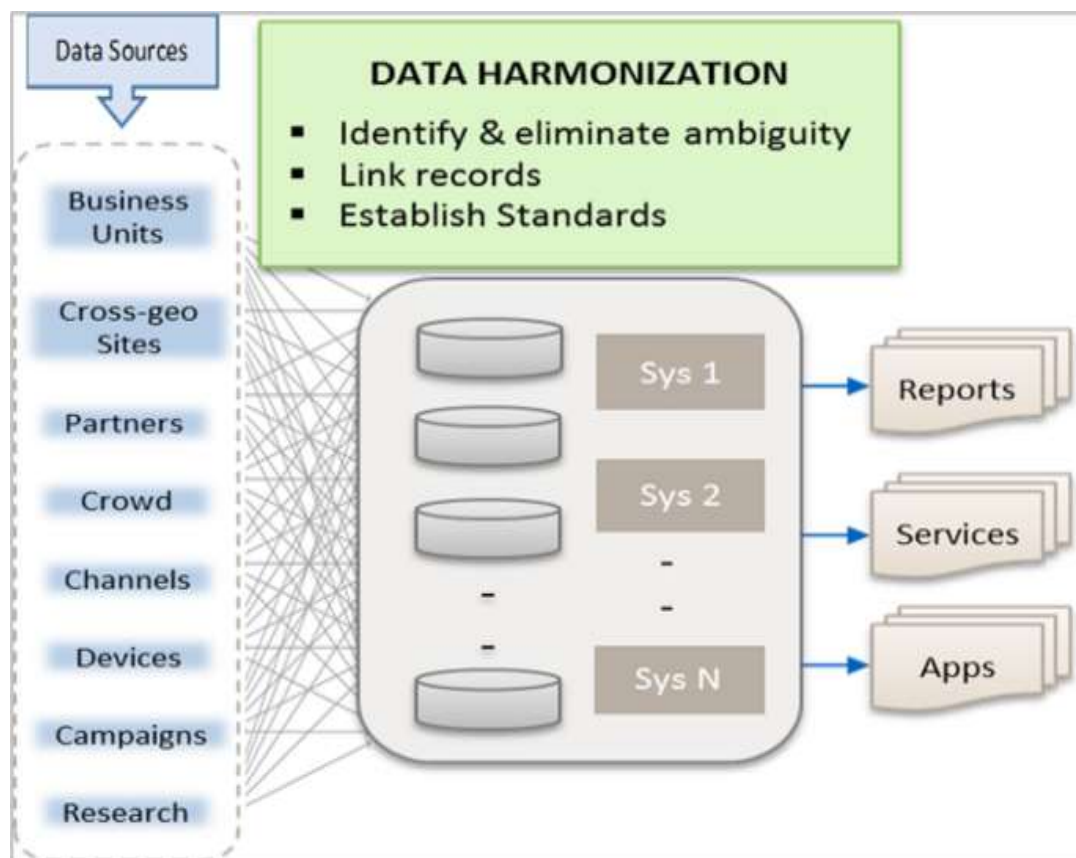 Data Sources
DATA HARMONIZATION
▪ Identify & eliminate ambiguity
▪ Link records
▪ Establish Standards
Business
Units
Cross-geo
Sites
Partners
Crowd
Channels
Devices
Campaigns
Research
Sys 1
Sys 2
-
-
Sys N
-
-
Reports
Services
Apps